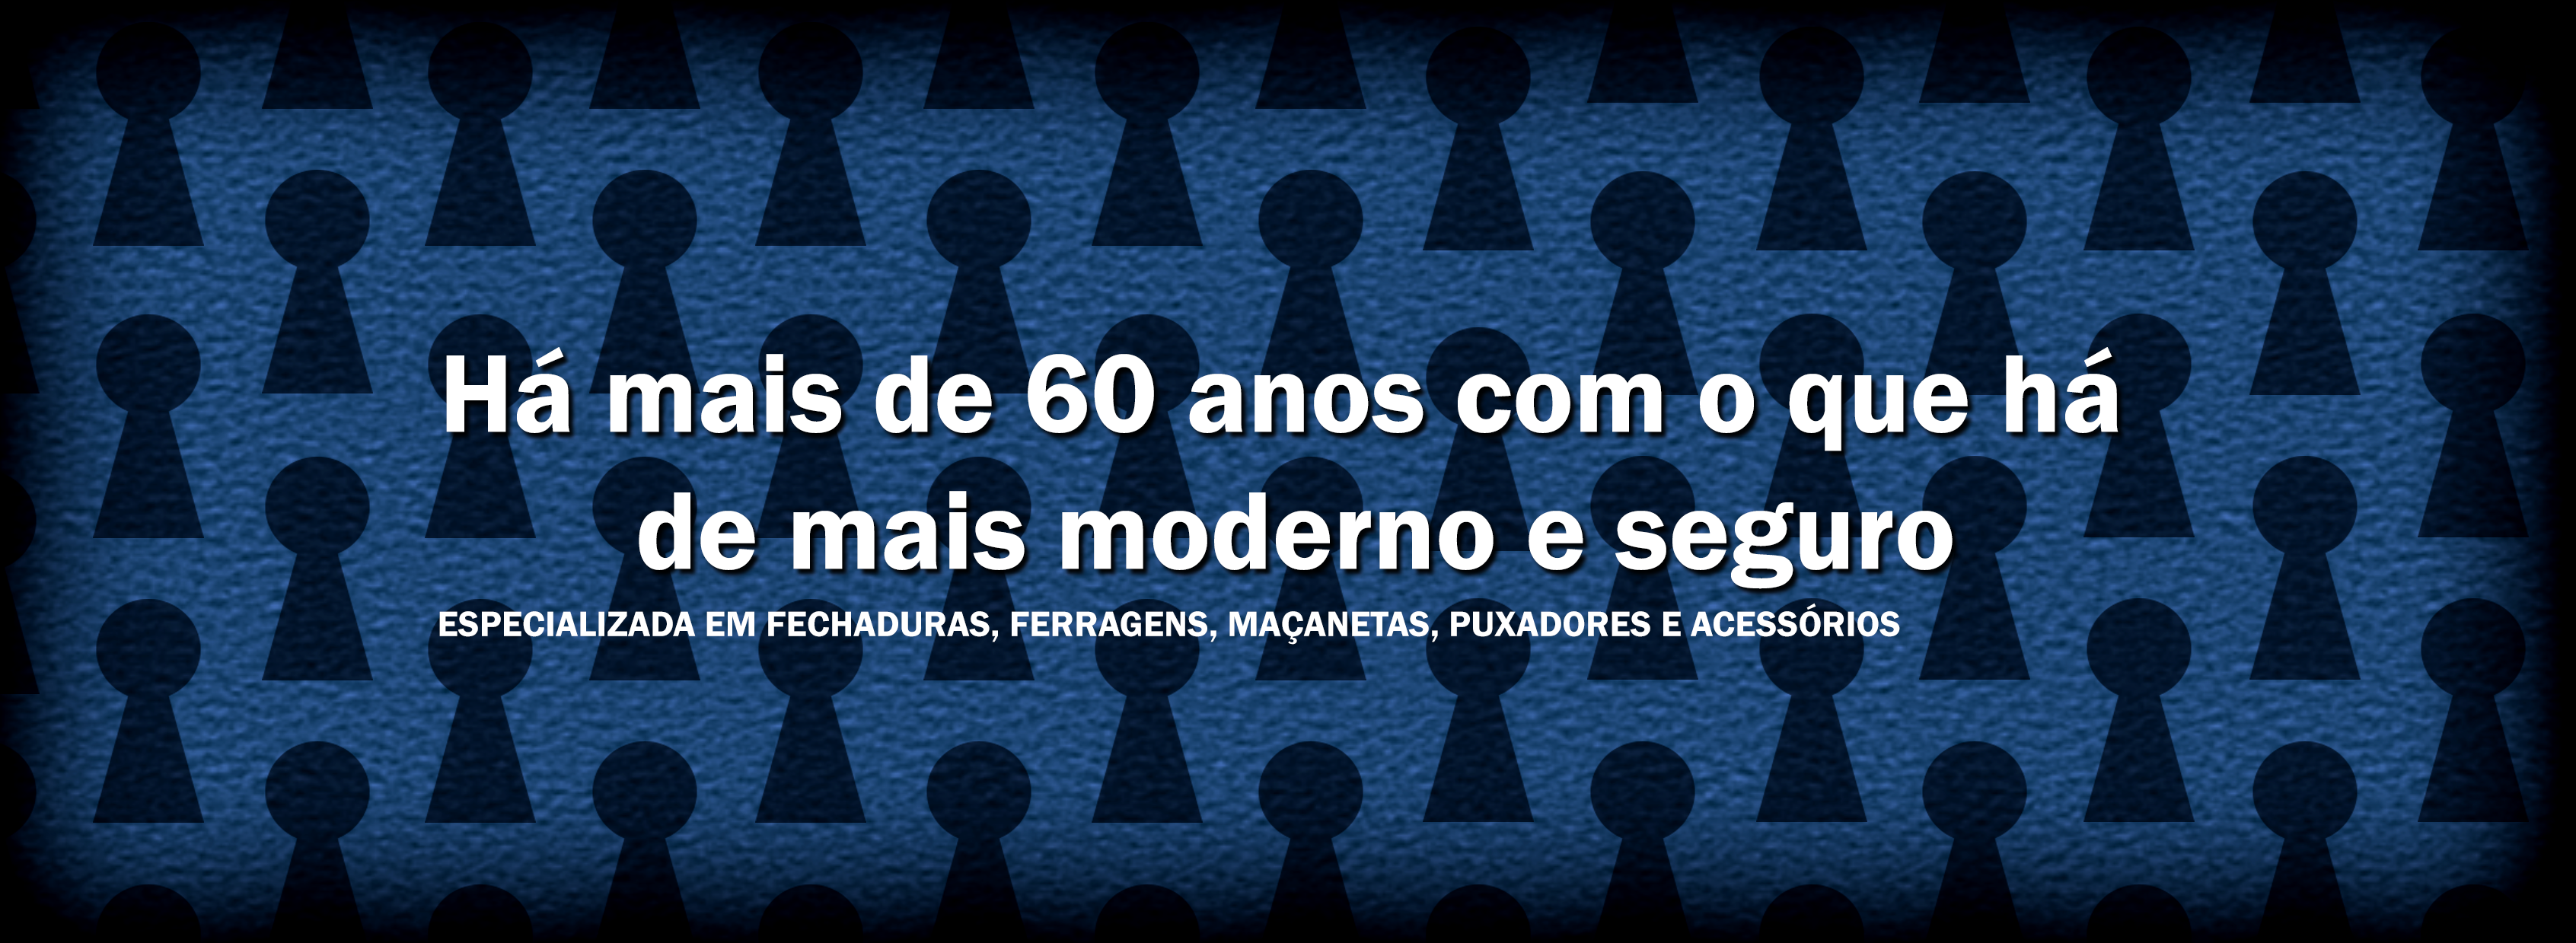 Há mais de 60 anos com o que há
de mais moderno e seguro
ESPECIALIZADA EM FECHADURAS, FERRAGENS, MAÇANETAS, PUXADORES E ACESSÓRIOS